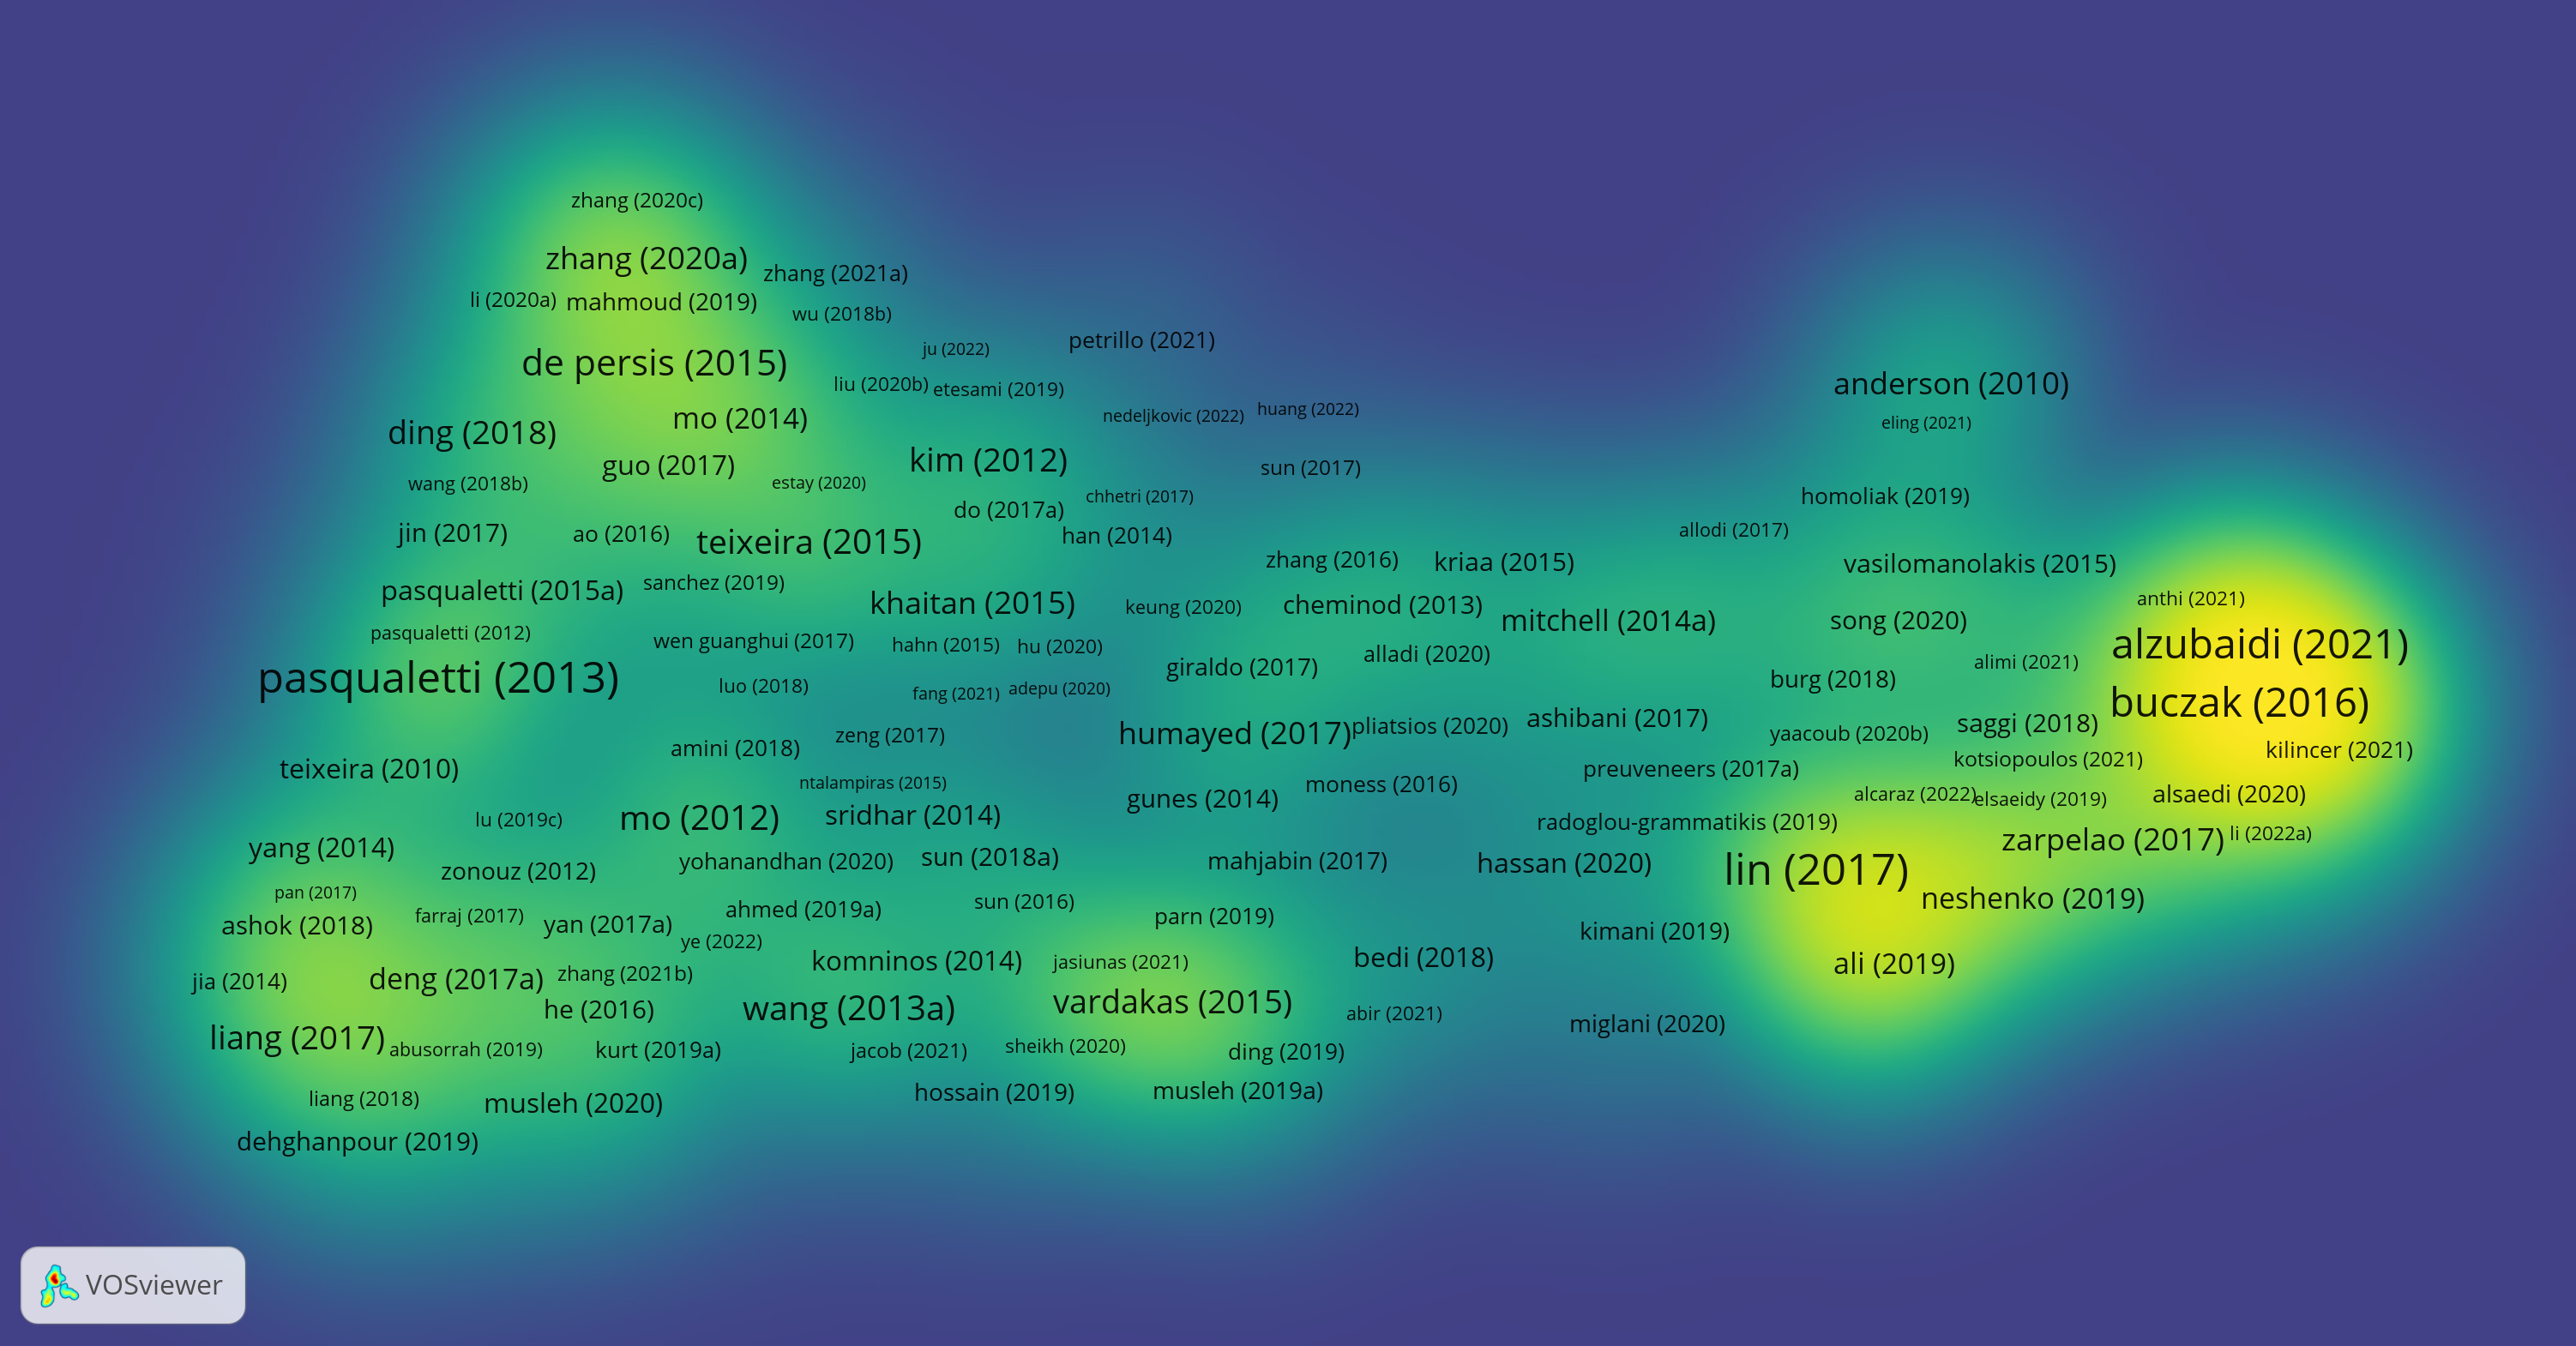 zhang (2020c)
zhang (2020a)
zhang (2021a)
li (2020a)
mahmoud (2019)
wu (2018b)
petrillo (2021)
ju (2022)
de persis (2015)
liu (2020b)
etesami (2019)
anderson (2010)
nedeljkovic (2022)
huang (2022)
mo (2014)
eling (2021)
ding (2018)
kim (2012)
guo (2017)
sun (2017)
wang (2018b)
estay (2020)
chhetri (2017)
homoliak (2019)
do (2017a)
jin (2017)
ao (2016)
teixeira (2015)
han (2014)
allodi (2017)
zhang (2016)
kriaa (2015)
vasilomanolakis (2015)
pasqualetti (2015a)
sanchez (2019)
khaitan (2015)
keung (2020)
cheminod (2013)
mitchell (2014a)
anthi (2021)
song (2020)
pasqualetti (2012)
wen guanghui (2017)
hahn (2015)
hu (2020)
alzubaidi (2021)
giraldo (2017)
alladi (2020)
alimi (2021)
pasqualetti (2013)
luo (2018)
fang (2021)
adepu (2020)
burg (2018)
buczak (2016)
humayed (2017)
pliatsios (2020)
ashibani (2017)
saggi (2018)
zeng (2017)
yaacoub (2020b)
amini (2018)
kilincer (2021)
teixeira (2010)
preuveneers (2017a)
kotsiopoulos (2021)
ntalampiras (2015)
moness (2016)
gunes (2014)
alcaraz (2022)
elsaeidy (2019)
alsaedi (2020)
lu (2019c)
mo (2012)
sridhar (2014)
radoglou-grammatikis (2019)
zarpelao (2017)
li (2022a)
yang (2014)
zonouz (2012)
yohanandhan (2020)
sun (2018a)
mahjabin (2017)
hassan (2020)
lin (2017)
pan (2017)
neshenko (2019)
ashok (2018)
farraj (2017)
yan (2017a)
ahmed (2019a)
sun (2016)
parn (2019)
kimani (2019)
ye (2022)
komninos (2014)
jasiunas (2021)
bedi (2018)
ali (2019)
jia (2014)
deng (2017a)
zhang (2021b)
he (2016)
wang (2013a)
vardakas (2015)
abir (2021)
miglani (2020)
liang (2017)
abusorrah (2019)
kurt (2019a)
jacob (2021)
sheikh (2020)
ding (2019)
liang (2018)
musleh (2020)
hossain (2019)
musleh (2019a)
dehghanpour (2019)
VOSviewer